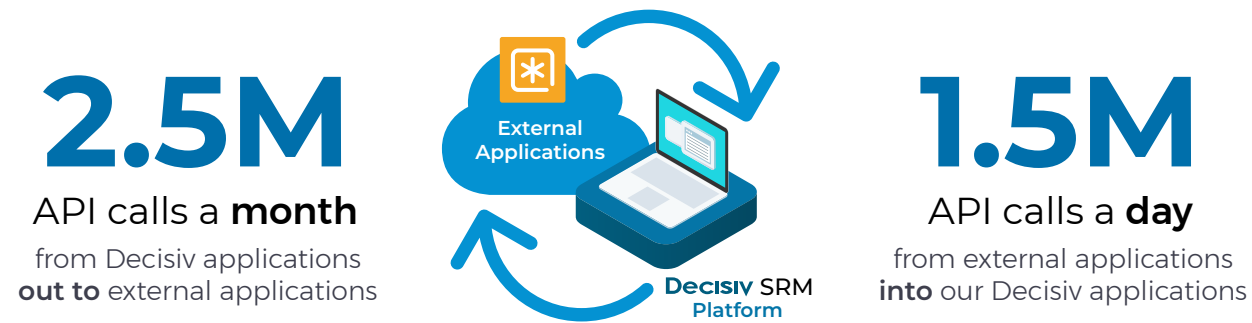 2.5M
API calls a month
from Decisiv applications
out to external applications
External
Applications
Decisiv SRM
Platform
1.5M
API calls a day
from external applications
into our Decisiv applications